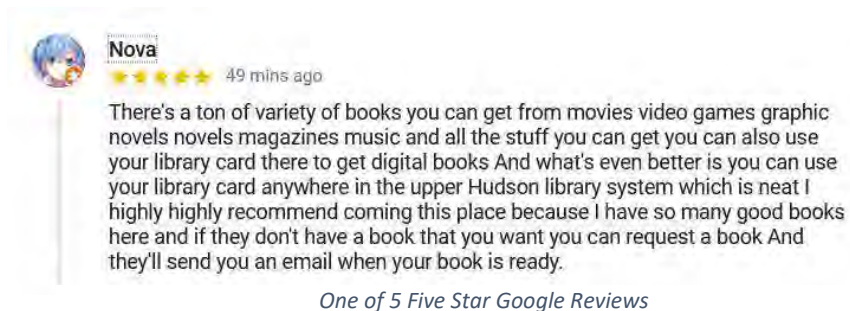 Nova
49 mins ago
There's a ton of variety of books you can get from movies video games graphic
novels novels magazines music and all the stuff you can get you can also use
your library card there to get digital books And what's even better is you can use
your library card anywhere in the upper Hudson library system which is neat I
highly highly recommend coming this place because I have so many good books
here and if they don't have a book that you want you can request a book And
they'll send you an email when your book is ready.
One of 5 Five Star Google Reviews